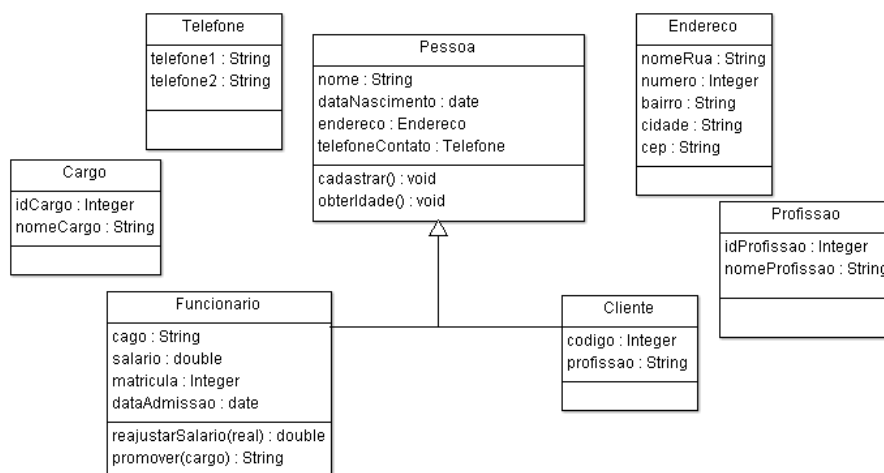 Telefone
telefone1 : String
telefone2 : String
Pessoa
nome : String
dataNascimento : date
endereco : Endereco
telefoneContato : Telefone
cadastrar() : void
obterIdade() : void
Endereco
nomeRua : String
numero : Integer
bairro : String
cidade : String
cep : String
Cargo
idCargo : Integer
nomeCargo : String
Profissao
idProfissao : Integer
nomeProfissao : String
Funcionario
cago : String
salario : double
matricula : Integer
dataAdmissao : date
reajustarSalario(real) : double
promover(cargo) : String
Cliente
codigo : Integer
profissao : String